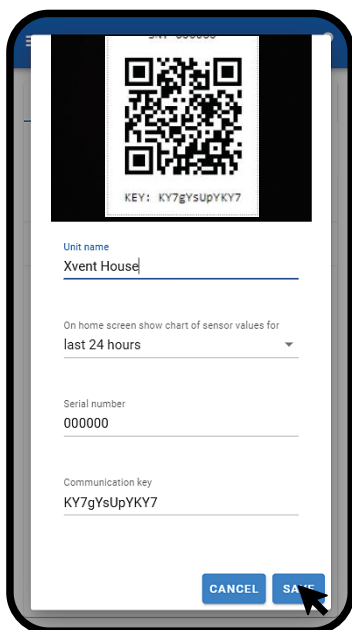 KEY: KY7gYsUpYKY7
Unit name
Xvent House
On home screen show chart of sensor values for
last 24 hours
Serial number
000000
Communication key
KY7gYsUpYKY7
CANCEL
SAVE